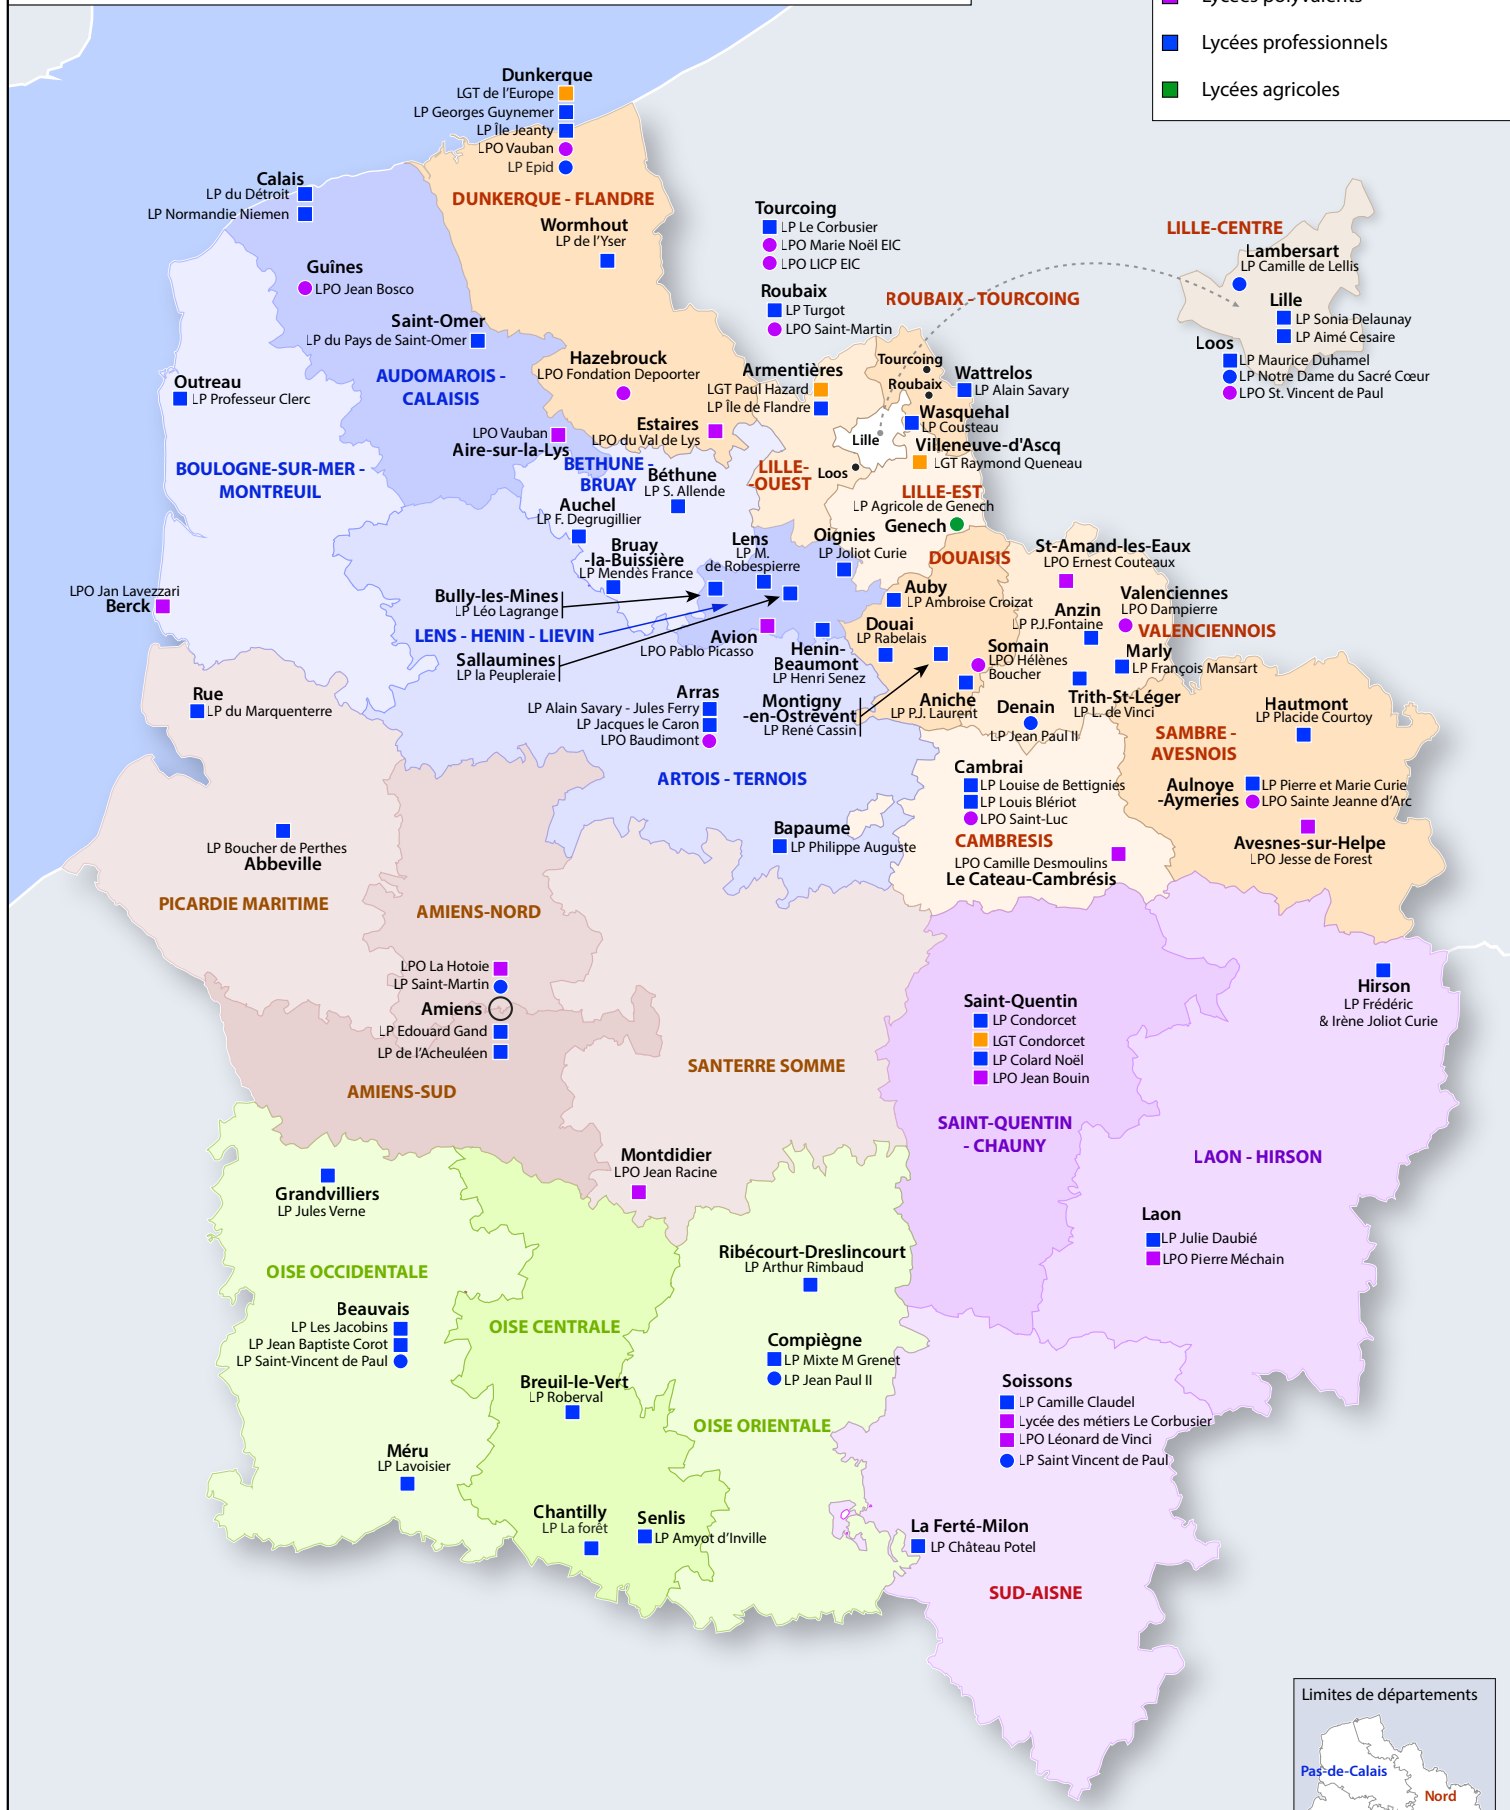 Lycées polyvalents
Lycées professionnels
Lycées agricoles
Dunkerque
LGT de l'Europe
LP Georges Guynemer
LP Île Jeanty
LPO Vauban
LP Epid
DUNKERQUE - FLANDRE
Wormhout
LP de l'Yser
Calais
LP du Détroit
LP Normandie Niemen
Guînes
LPO Jean Bosco
Saint-Omer
LP du Pays de Saint-Omer
AUDOMAROIS -
CALAISIS
Tourcoing
LP Le Corbusier
LPO Marie Noël EIC
LPO LICP EIC
Roubaix
LP Turgot
LPO Saint-Martin
ROUBAIX - TOURCOING
LILLE-CENTRE
Lambersart
LP Camille de Lellis
Lille
LP Sonia Delaunay
LP Aimé Cesaire
Loos
LP Maurice Duhamel
LP Notre Dame du Sacré Cœur
LPO St. Vincent de Paul
Outreau
LP Professeur Clerc
Hazebrouck
LPO Fondation Depoorter
Estaires
LPO du Val de Lys
Armentières
LGT Paul Hazard
LP Île de Flandre
Tourcoing
Roubaix
Wattrelos
LP Alain Savary
Wasquehal
LP Cousteau
Lille
Villeneuve-d'Ascq
LGT Raymond Queneau
Loos
LPO Vauban
Aire-sur-la-Lys
BOULOGNE-SUR-MER -
MONTREUIL
BETHUNE -
BRUAY
Béthune
LP S. Allende
LILLE-
-OUEST
LILLE-EST
LP Agricole de Genech
Genech
Auchel
LP F. Degrugillier
Bruay
-la-Buissière
LP Mendès France
Lens
LP M.
de Robespierre
Oignies
LP Joliot Curie
DOUAISIS
St-Amand-les-Eaux
LPO Ernest Couteaux
LPO Jan Lavezzari
Berck
Bully-les-Mines
LP Léo Lagrange
LENS - HENIN - LIEVIN
Sallaumines
LP la Peupleraie
Avion
LPO Pablo Picasso
Henin-
Beaumont
LP Henri Senez
Auby
LP Ambroise Croizat
Douai
LP Rabelais
Anzin
LP P.J.Fontaine
Valenciennes
LPO Dampierre
VALENCIENNOIS
Somain
LPO Hélènes
Boucher
Marly
LP François Mansart
Aniche
LP P.J. Laurent
Montigny
-en-Ostrevent
LP René Cassin
Denain
LP Jean Paul II
Trith-St-Léger
LP L. de Vinci
Rue
LP du Marquenterre
Arras
LP Alain Savary - Jules Ferry
LP Jacques le Caron
LPO Baudimont
ARTOIS - TERNOIS
SAMBRE -
AVESNOIS
Hautmont
LP Placide Courtoy
Aulnoye
-Aymeries
LP Pierre et Marie Curie
LPO Sainte Jeanne d'Arc
Avesnes-sur-Helpe
LPO Jesse de Forest
Cambrai
LP Louise de Bettignies
LP Louis Blériot
LPO Saint-Luc
CAMBRESIS
LPO Camille Desmoulins
Le Cateau-Cambrésis
Bapaume
LP Philippe Auguste
LP Boucher de Perthes
Abbeville
PICARDIE MARITIME
AMIENS-NORD
LPO La Hotoie
LP Saint-Martin
Amiens
LP Edouard Gand
LP de l'Acheuléen
AMIENS-SUD
SANTERRE SOMME
Saint-Quentin
LP Condorcet
LGT Condorcet
LP Colard Noël
LPO Jean Bouin
SAINT-QUENTIN
- CHAUNY
Hirson
LP Frédéric
& Irène Joliot Curie
LAON - HIRSON
Laon
LP Julie Daubié
LPO Pierre Méchain
Montdidier
LPO Jean Racine
Grandvilliers
LP Jules Verne
OISE OCCIDENTALE
Beauvais
LP Les Jacobins
LP Jean Baptiste Corot
LP Saint-Vincent de Paul
Ribécourt-Dreslincourt
LP Arthur Rimbaud
OISE CENTRALE
Compiègne
LP Mixte M Grenet
LP Jean Paul II
Breuil-le-Vert
LP Roberval
OISE ORIENTALE
Soissons
LP Camille Claudel
Lycée des métiers Le Corbusier
LPO Léonard de Vinci
LP Saint Vincent de Paul
Méru
LP Lavoisier
Chantilly
LP La forêt
Senlis
LP Amyot d'Inville
La Ferté-Milon
LP Château Potel
SUD-AISNE
Limites de départements
Pas-de-Calais
Nord